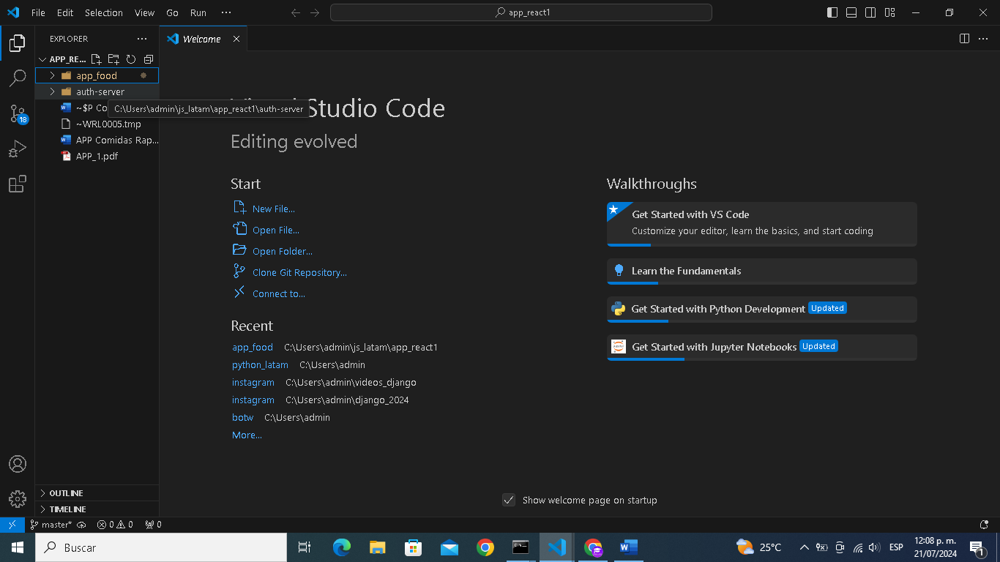 File Edit Selection View Go Run ···
app_react1
EXPLORER ···
Welcome
APP_RE...
app_food
auth-server
~$P Co
C:\Users\admin\js_latam\app_react1\auth-server
~WRL0005.tmp
APP Comidas Rap...
APP_1.pdf
Studio Code
Editing evolved
Start
New File...
Open File...
Open Folder...
Clone Git Repository...
Connect to...
Recent
app_food C:\Users\admin\js_latam\app_react1
python_latam C:\Users\admin
instagram C:\Users\admin\videos_django
instagram C:\Users\admin\django_2024
botw C:\Users\admin
More...
Walkthroughs
Get Started with VS Code
Customize your editor, learn the basics, and start coding
Learn the Fundamentals
Get Started with Python Development Updated
Get Started with Jupyter Notebooks Updated
Show welcome page on startup
18
OUTLINE
TIMELINE
master* 0 0 0
Buscar
25°C
ESP
12:08 p. m.
21/07/2024
1